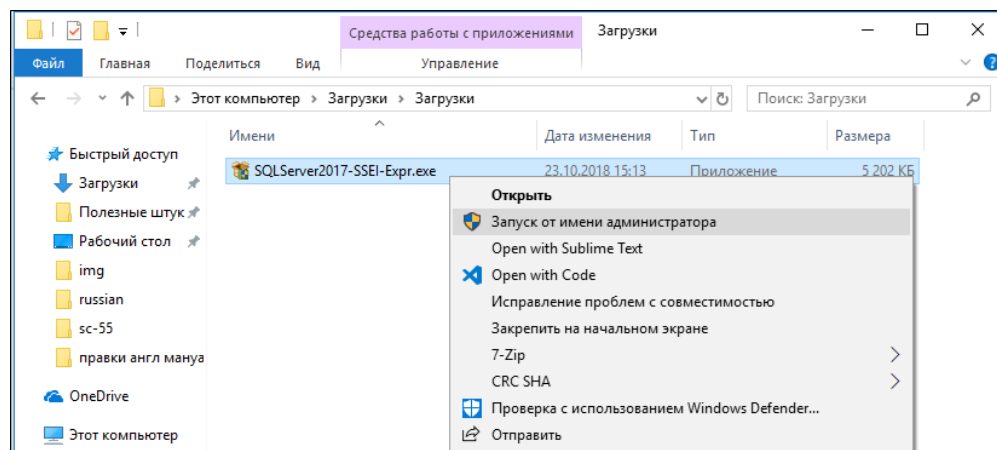 Средства работы с приложениями Загрузки
Файл Главная Поделиться Вид Управление
Этот компьютер > Загрузки > Загрузки Поиск: Загрузки
Имени Дата изменения Тип Размера
Быстрый доступ
SQLServer2017-SSEI-Expr.exe 23.10.2018 15:13 Приложение 5 202 КБ
Загрузки
Открыть
Полезные штук
Запуск от имени администратора
Рабочий стол
Open with Sublime Text
img
Open with Code
russian
Исправление проблем с совместимостью
sc-55
Закрепить на начальном экране
правки англ мануа
7-Zip
CRC SHA
OneDrive
Проверка с использованием Windows Defender...
Этот компьютер
Отправить